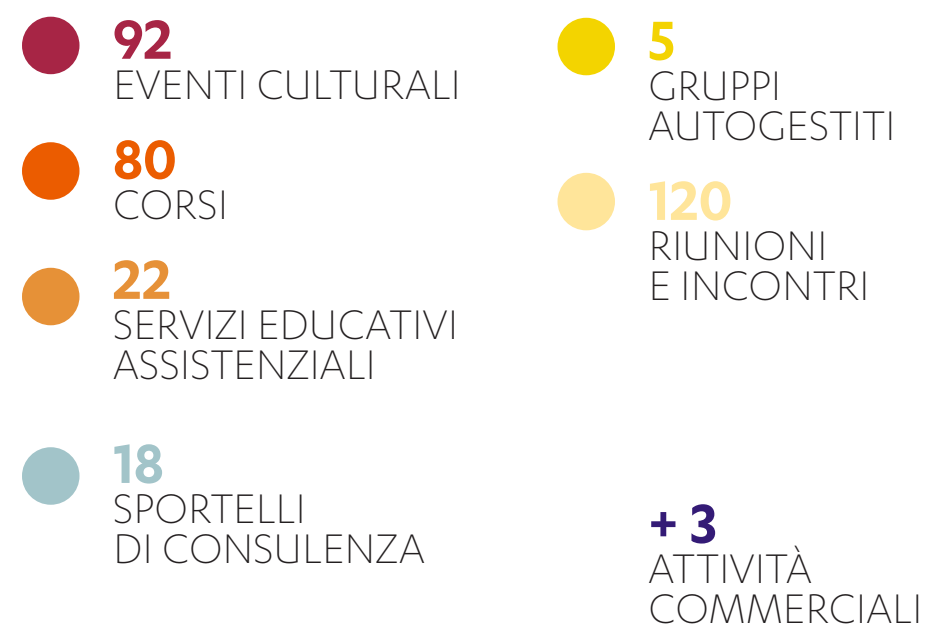 92
EVENTI CULTURALI
80
CORSI
22
SERVIZI EDUCATIVI
ASSISTENZIALI
18
SPORTELLI
DI CONSULENZA
5
GRUPPI
AUTOGESTITI
120
RIUNIONI
E INCONTRI
+ 3
ATTIVITÀ
COMMERCIALI